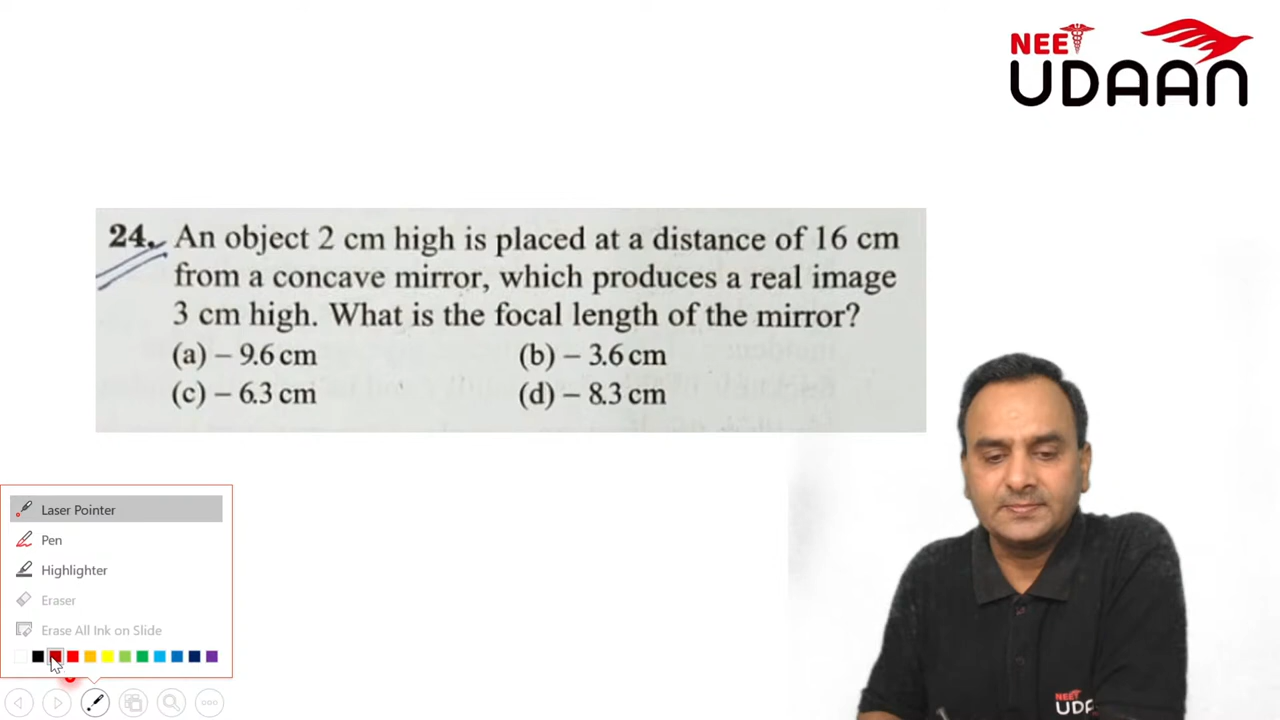 NEET
UDAAN
24. An object 2 cm high is placed at a distance of 16 cm
from a concave mirror, which produces a real image
3 cm high. What is the focal length of the mirror?
(a) – 9.6 cm (b) – 3.6 cm
(c) – 6.3 cm (d) – 8.3 cm
Laser Pointer
Pen
Highlighter
Eraser
Erase All Ink on Slide
NEET
UDA